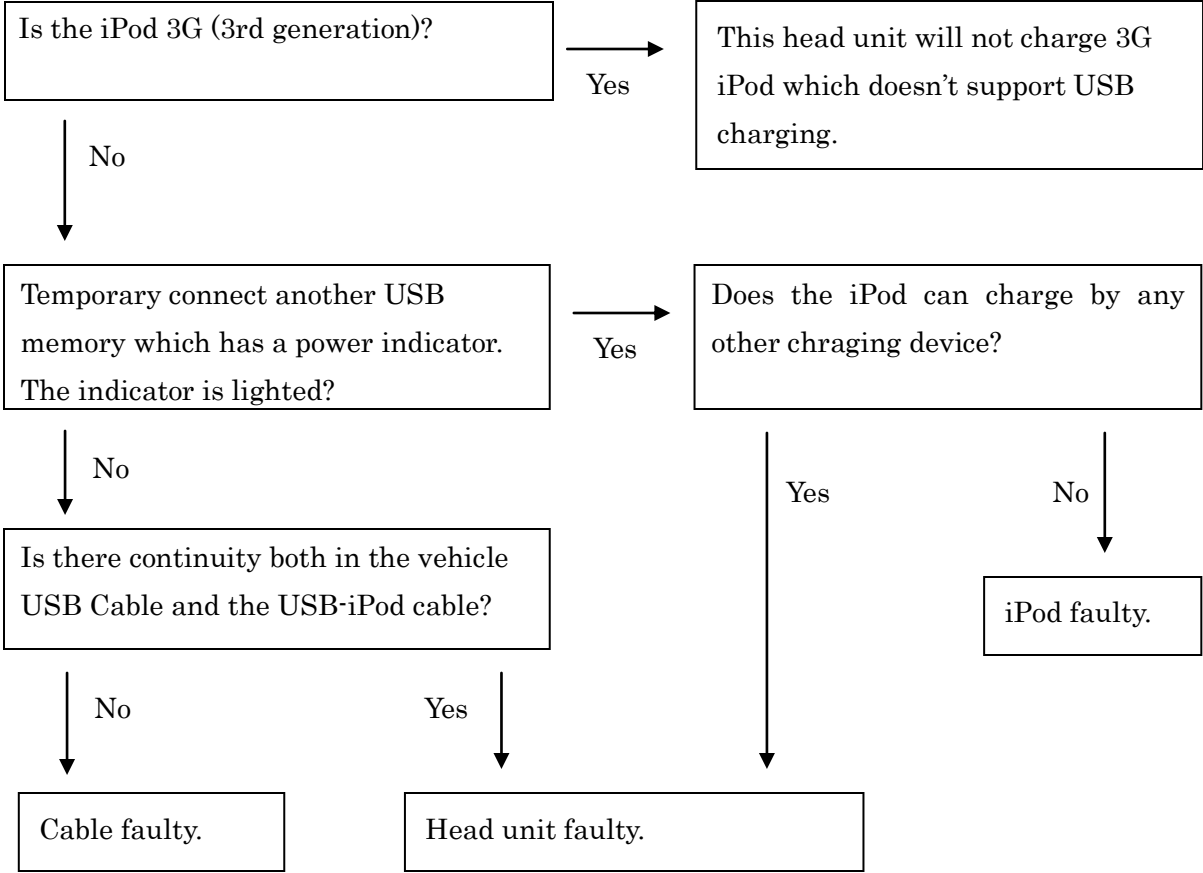 Is the iPod 3G (3rd generation)?
Yes
This head unit will not charge 3G
iPod which doesn't support USB
charging.
No
Temporary connect another USB
memory which has a power indicator.
The indicator is lighted?
Yes
Does the iPod can charge by any
other chraging device?
No
Yes
No
Is there continuity both in the vehicle
USB Cable and the USB-iPod cable?
iPod faulty.
No
Yes
Cable faulty.
Head unit faulty.